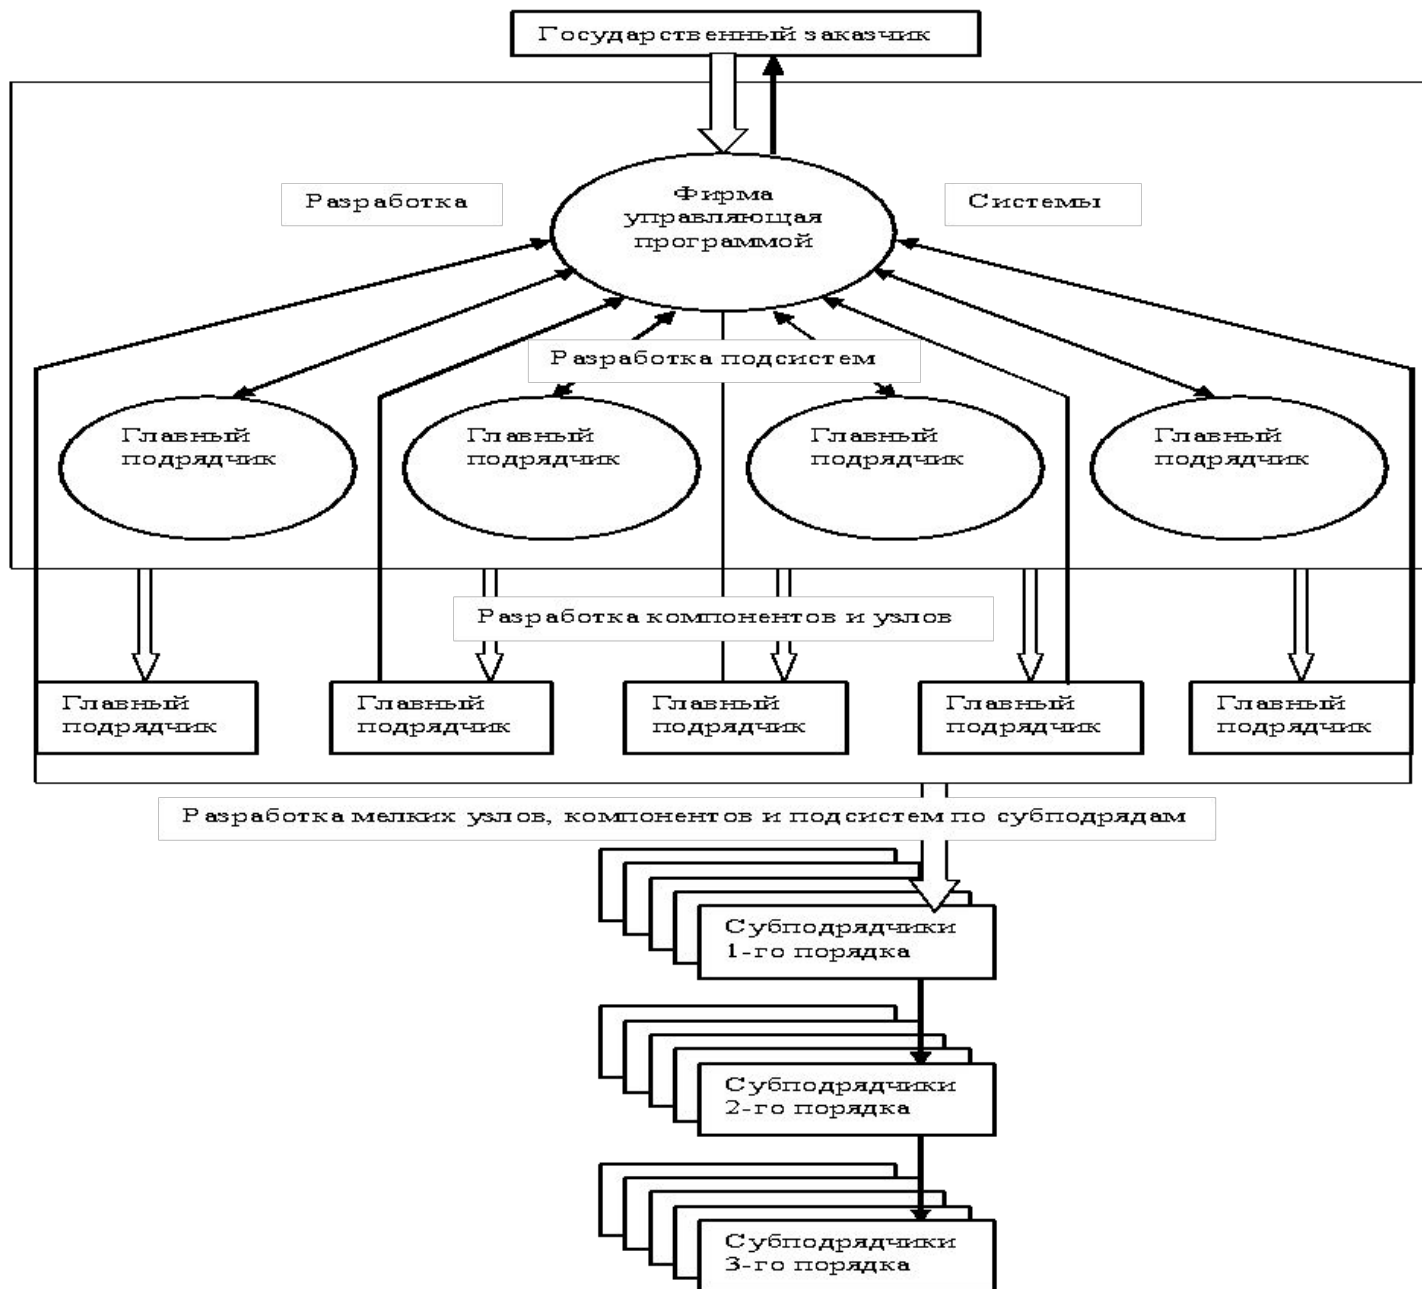 Государственный заказчик
Разработка
Фирма
управляющая
программой
Системы
Разработка подсистем
Главный
подрядчик
Главный
подрядчик
Главный
подрядчик
Главный
подрядчик
Разработка компонентов и узлов
Главный
подрядчик
Главный
подрядчик
Главный
подрядчик
Главный
подрядчик
Главный
подрядчик
Разработка мелких узлов, компонентов и подсистем по субподрядам
Субподрядчики
1-го порядка
Субподрядчики
2-го порядка
Субподрядчики
3-го порядка